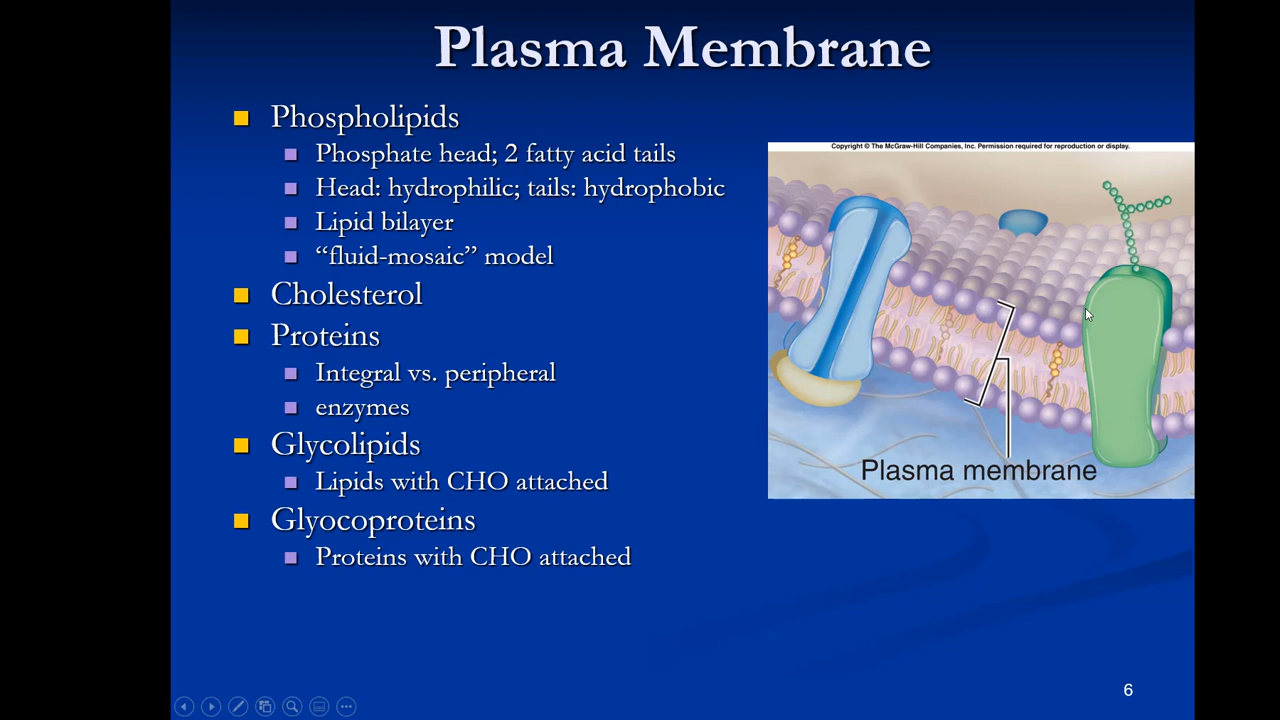 Plasma Membrane
Phospholipids
Phosphate head; 2 fatty acid tails
Head: hydrophilic; tails: hydrophobic
Lipid bilayer
“fluid-mosaic” model
Cholesterol
Proteins
Integral vs. peripheral
enzymes
Glycolipids
Lipids with CHO attached
Glyocoproteins
Proteins with CHO attached
Copyright © The McGraw-Hill Companies, Inc. Permission required for reproduction or display.
Plasma membrane
6